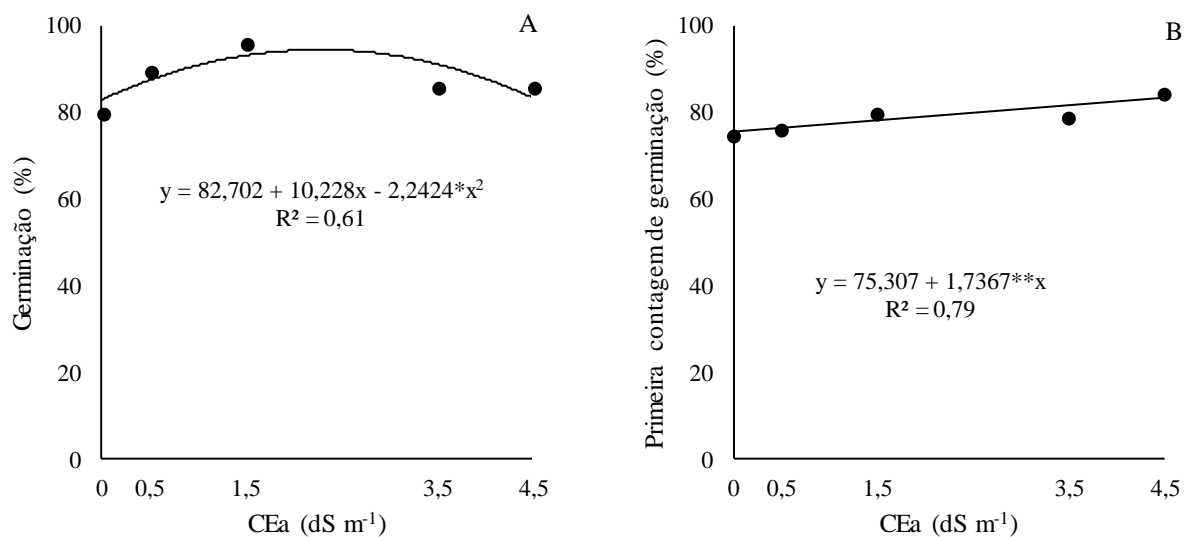 A
Germinação (%)
100
80
60
40
20
0
y = 82,702 + 10,228x - 2,2424*x²
R² = 0,61
0 0,5 1,5 3,5 4,5
CEa (dS m⁻¹)
B
Primeira contagem de germinação (%)
100
80
60
40
20
0
y = 75,307 + 1,7367**x
R² = 0,79
0 0,5 1,5 3,5 4,5
CEa (dS m⁻¹)